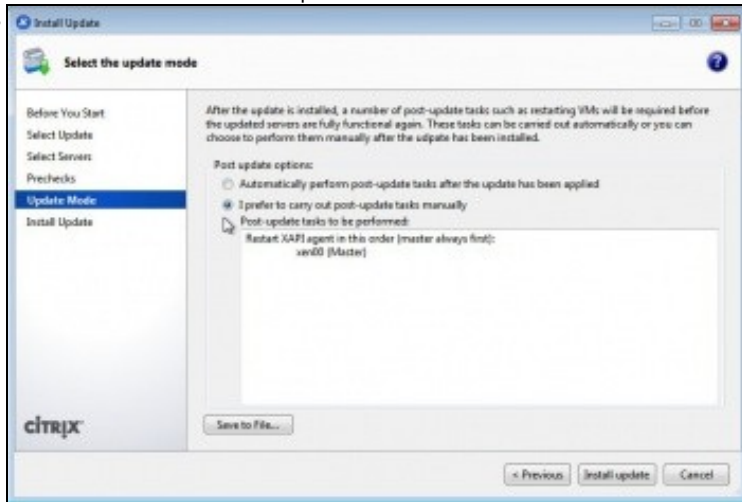 Install Update
Select the update mode
Before You Start
Select Update
Select Servers
Prechecks
Update Mode
Install Update
After the update is installed, a number of post-update tasks such as restarting VMs will be required before
the updated servers are fully functional again. These tasks can be carried out automatically or you can
choose to perform them manually after the udpate has been installed.
Post update options:
Automatically perform post-update tasks after the update has been applied
I prefer to carry out post-update tasks manually
Post-update tasks to be performed:
Restart XAPI agent in this order (master always first):
xen00 (Master)
CITRIX
Save to File...
< Previous
Install update
Cancel